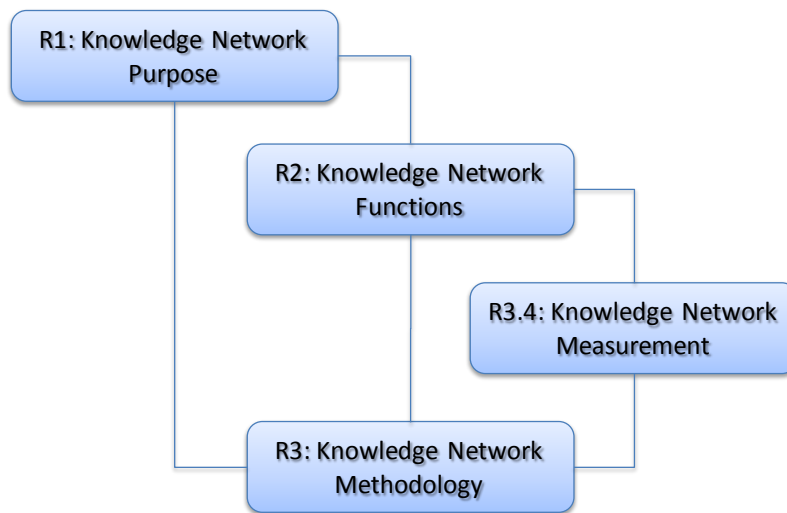 R1: Knowledge Network
Purpose
R2: Knowledge Network
Functions
R3.4: Knowledge Network
Measurement
R3: Knowledge Network
Methodology